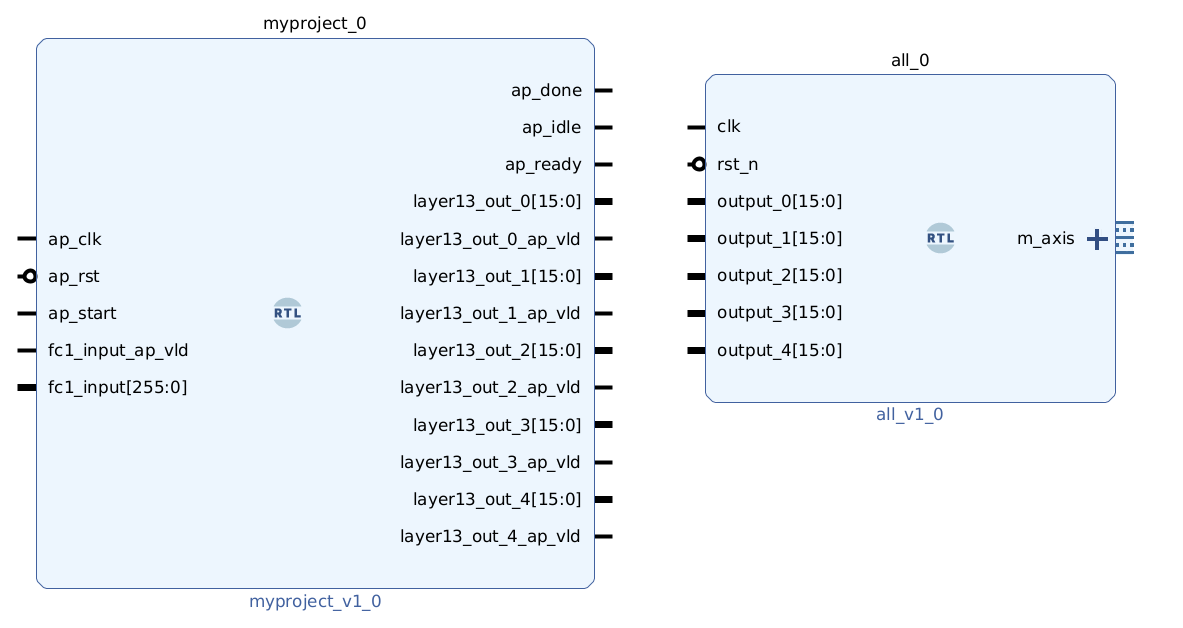 myproject_0
ap_done
ap_idle
ap_ready
layer13_out_0[15:0]
ap_clk
layer13_out_0_ap_vld
ap_rst
layer13_out_1[15:0]
ap_start
RTL
layer13_out_1_ap_vld
fc1_input_ap_vld
layer13_out_2[15:0]
fc1_input[255:0]
layer13_out_2_ap_vld
layer13_out_3[15:0]
layer13_out_3_ap_vld
layer13_out_4[15:0]
layer13_out_4_ap_vld
myproject_v1_0
all_0
clk
rst_n
output_0[15:0]
output_1[15:0]
RTL
m_axis
output_2[15:0]
output_3[15:0]
output_4[15:0]
all_v1_0